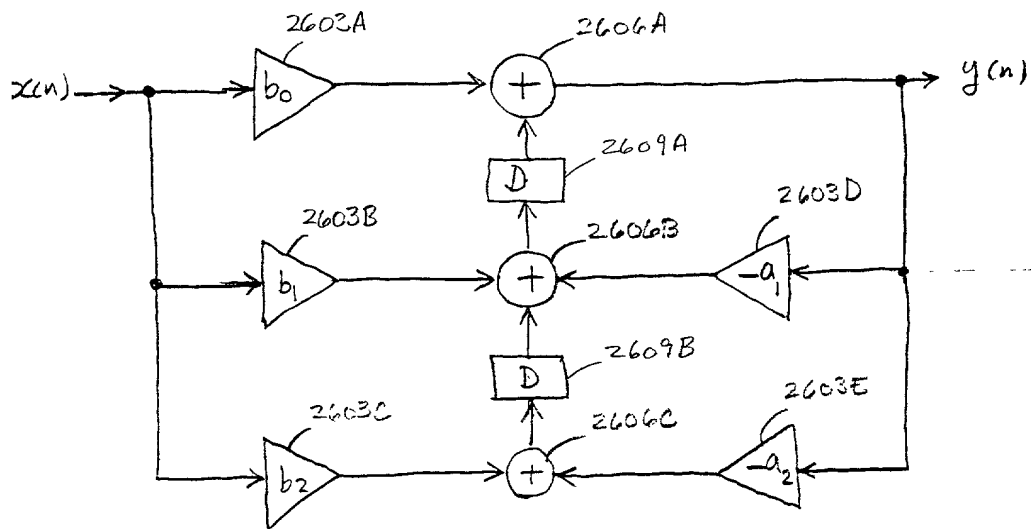 2603A
2606A
x(n)
b₀
+
y(n)
2609A
D
2603B
2606B
2603D
b₁
+
-a₁
2609B
D
2603C
2606C
2603E
b₂
+
-a₂